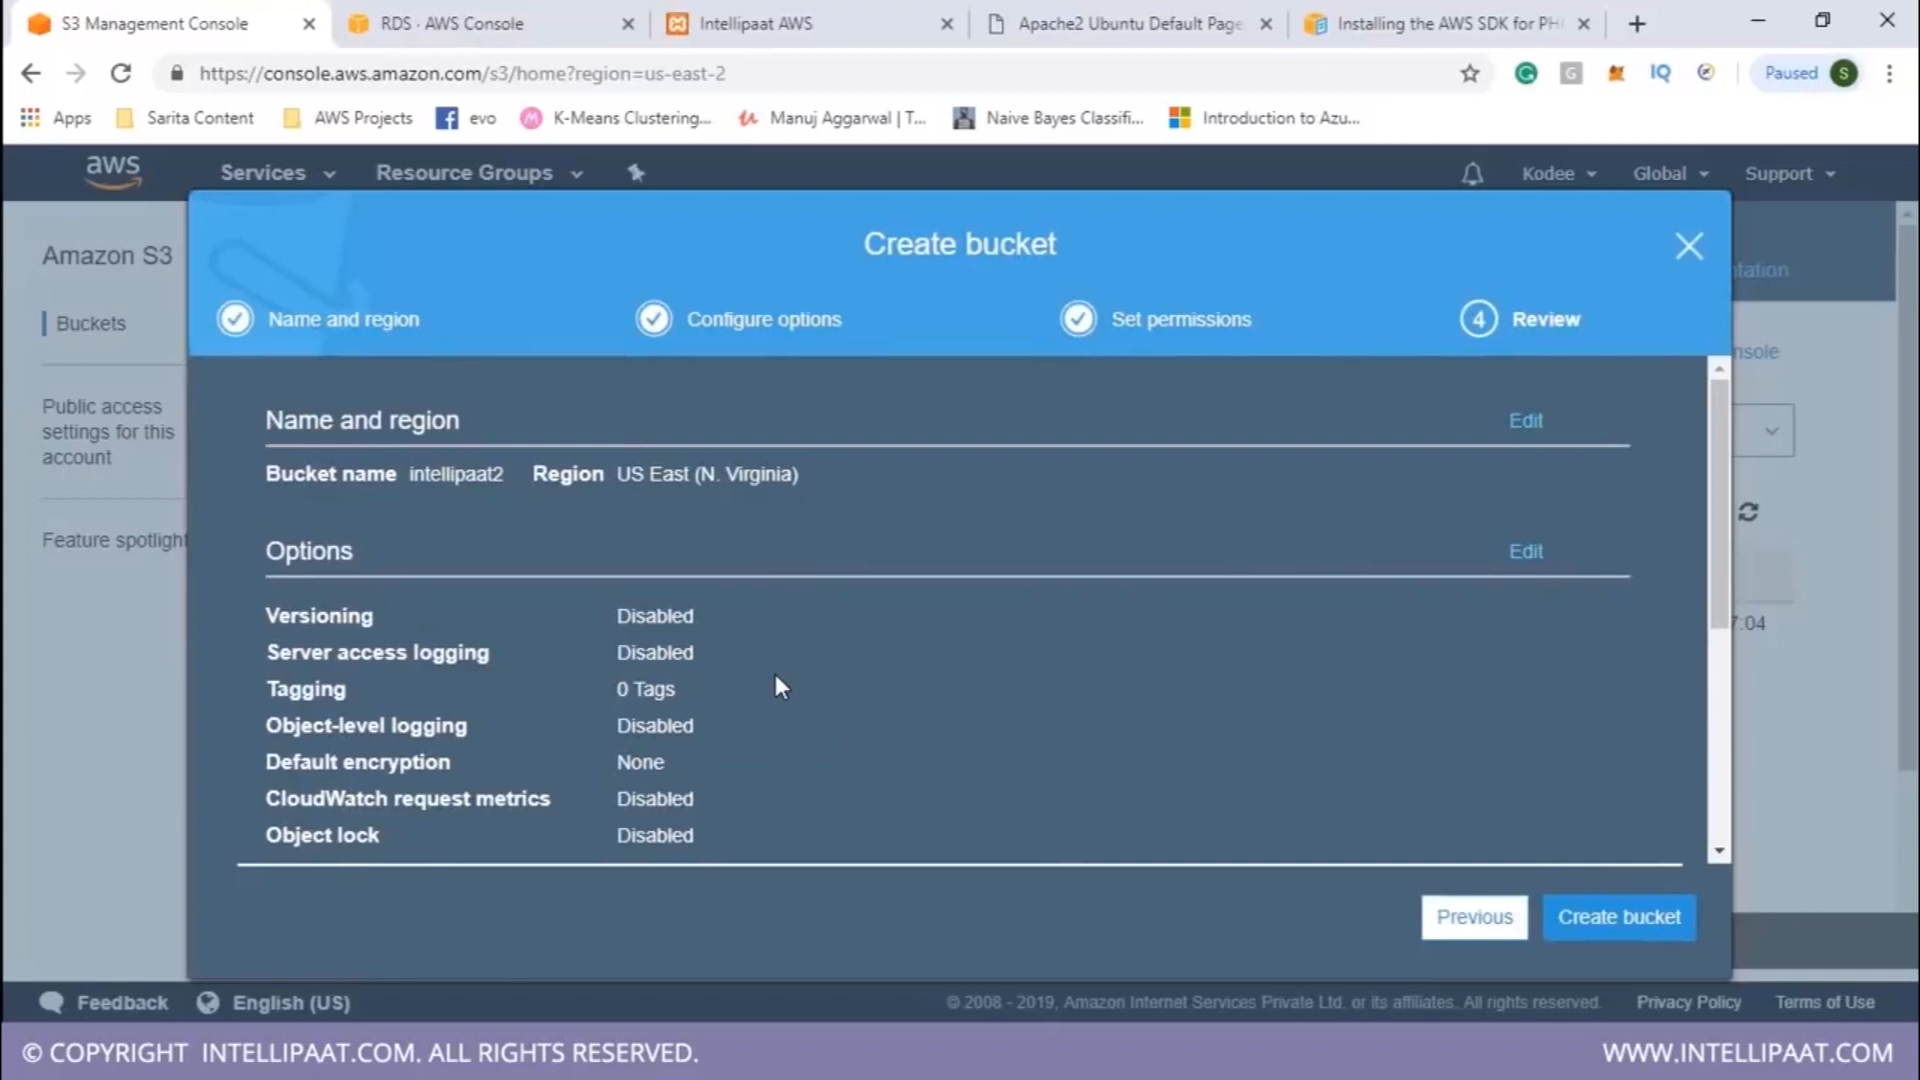 S3 Management Console
RDS · AWS Console
Intellipaat AWS
Apache2 Ubuntu Default Page
Installing the AWS SDK for PH
https://console.aws.amazon.com/s3/home?region=us-east-2
G
G
IQ
Paused
S
Apps
Sarita Content
AWS Projects
evo
K-Means Clustering...
Manuj Aggarwal | T...
Naive Bayes Classifi...
Introduction to Azu...
aws
Services
Resource Groups
Kodee
Global
Support
Amazon S3
Buckets
Public access
settings for this
account
Feature spotlight
Create bucket
Name and region
Configure options
Set permissions
4 Review
Name and region
Edit
Bucket name intellipaat2 Region US East (N. Virginia)
Options
Edit
Versioning Disabled
Server access logging Disabled
Tagging 0 Tags
Object-level logging Disabled
Default encryption None
CloudWatch request metrics Disabled
Object lock Disabled
Previous
Create bucket
tation
nsole
7:04
Feedback
English (US)
© 2008 - 2019, Amazon Internet Services Private Ltd. or its affiliates. All rights reserved.
Privacy Policy
Terms of Use
© COPYRIGHT INTELLIPAAT.COM. ALL RIGHTS RESERVED.
WWW.INTELLIPAAT.COM